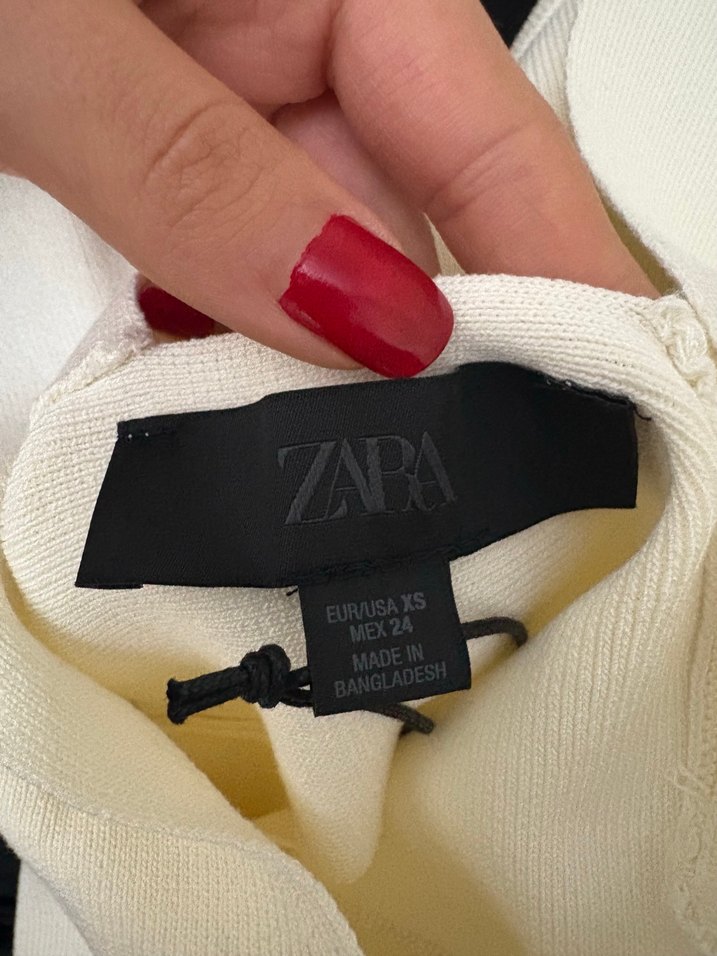 ZARA
EUR/USA XS
MEX 24
MADE IN
BANGLADESH